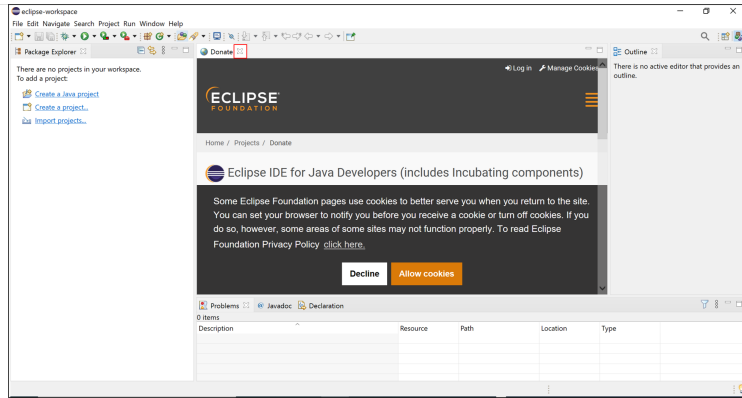 eclipse-workspace
File Edit Navigate Search Project Run Window Help
Package Explorer
There are no projects in your workspace.
To add a project:
Create a Java project
Create a project...
Import projects...
Donate
Log in Manage Cookies
ECLIPSE
FOUNDATION
Home / Projects / Donate
Eclipse IDE for Java Developers (includes Incubating components)
Some Eclipse Foundation pages use cookies to better serve you when you return to the site.
You can set your browser to notify you before you receive a cookie or turn off cookies. If you
do so, however, some areas of some sites may not function properly. To read Eclipse
Foundation Privacy Policy click here.
Decline Allow cookies
Outline
There is no active editor that provides an
outline.
Problems @ Javadoc Declaration
0 items
Description Resource Path Location Type